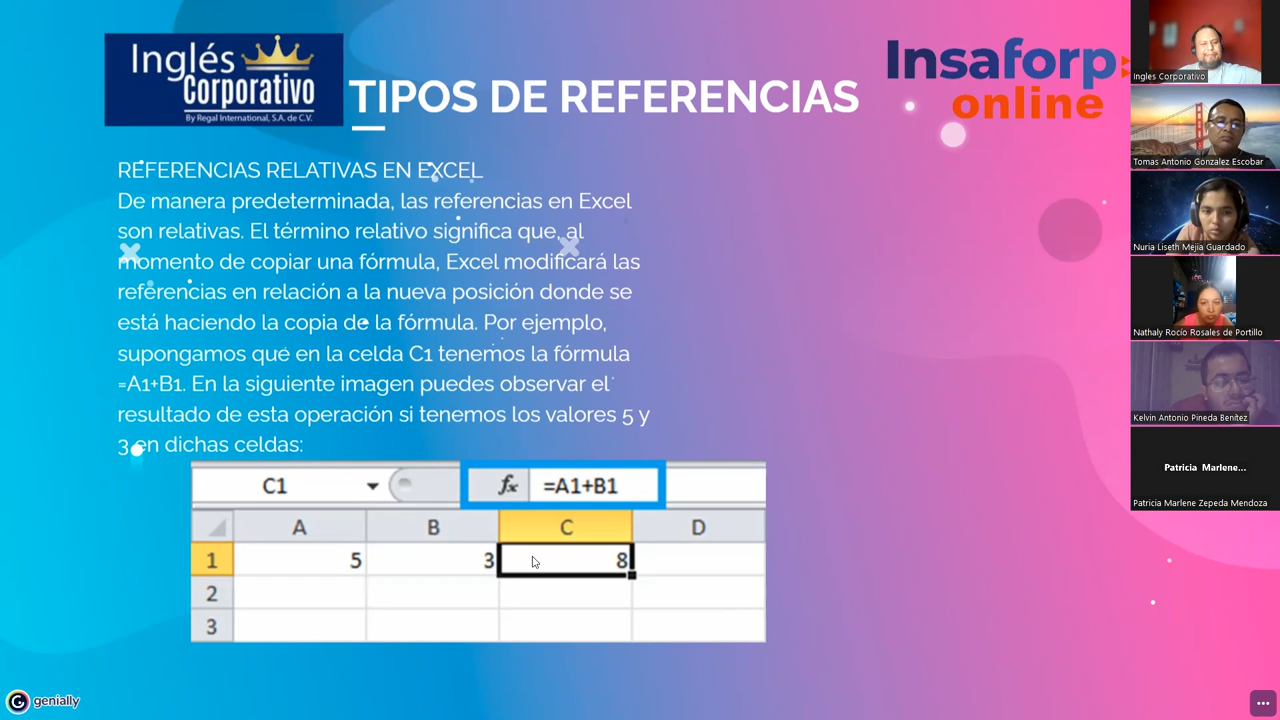 Inglés
Corporativo
By Regal International, S.A. de C.V.
TIPOS DE REFERENCIAS
Insaforp
online
REFERENCIAS RELATIVAS EN EXCEL
De manera predeterminada, las referencias en Excel
son relativas. El término relativo significa que, al
momento de copiar una fórmula, Excel modificará las
referencias en relación a la nueva posición donde se
está haciendo la copia de la fórmula. Por ejemplo,
supongamos que en la celda C1 tenemos la fórmula
=A1+B1. En la siguiente imagen puedes observar el
resultado de esta operación si tenemos los valores 5 y
3 en dichas celdas:
C1 fx =A1+B1
A B C D
1 5 3 8
2
3
genially
Ingles Corporativo
Tomas Antonio Gonzalez Escobar
Nuria Liseth Mejia Guardado
Nathaly Rocío Rosales de Portillo
Kelvin Antonio Pineda Benítez
Patricia Marlene...
Patricia Marlene Zepeda Mendoza